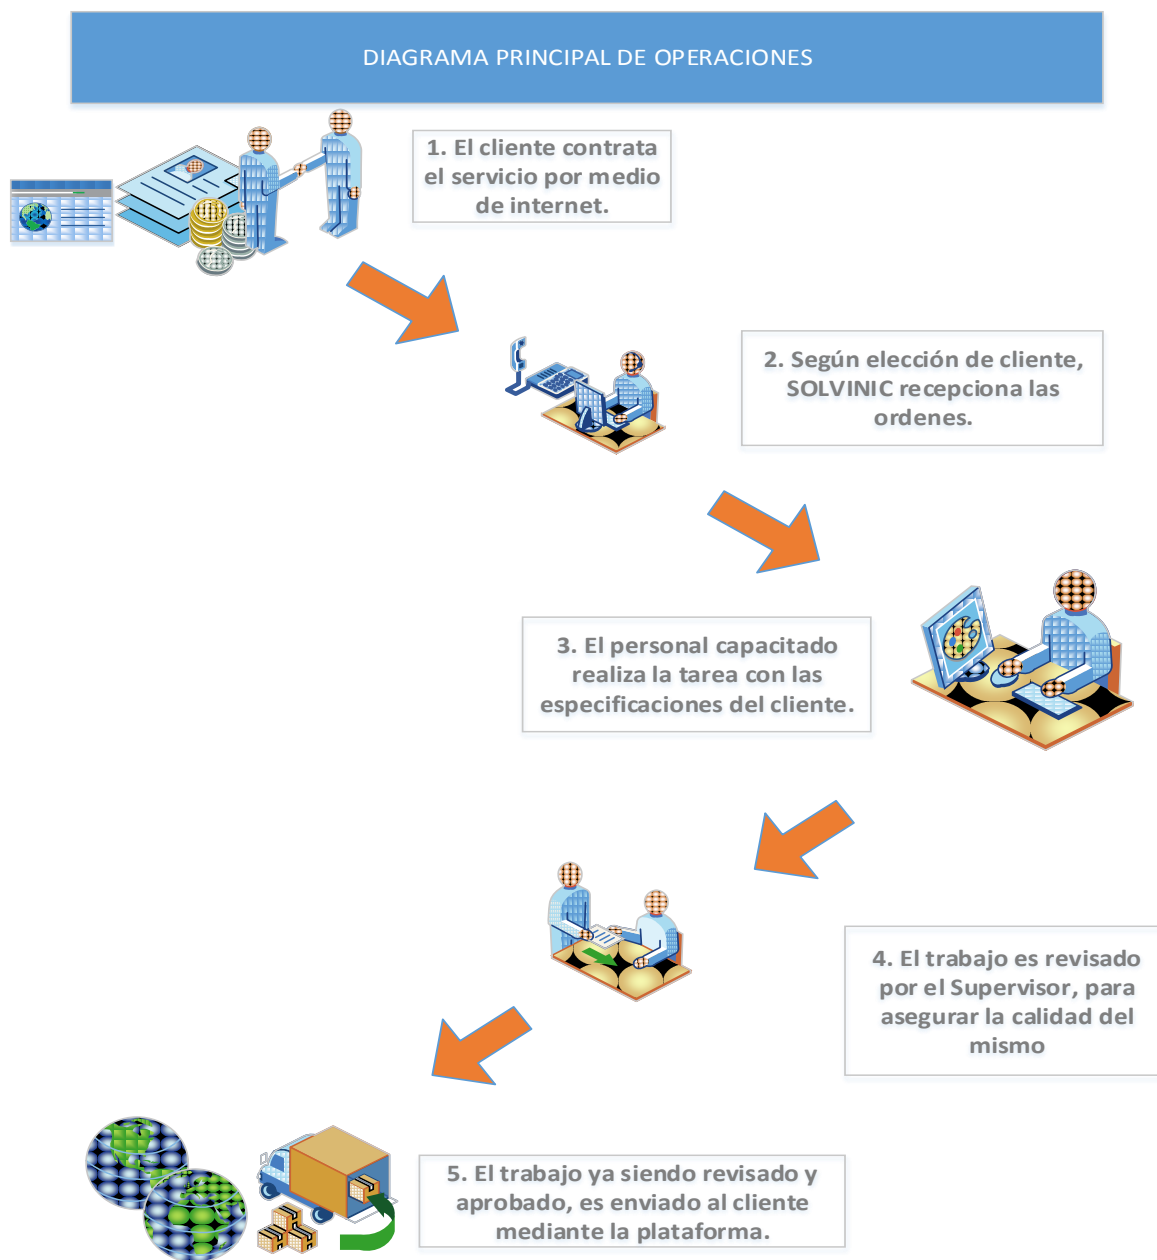 DIAGRAMA PRINCIPAL DE OPERACIONES
1. El cliente contrata
el servicio por medio
de internet.
2. Según elección de cliente,
SOLVINIC recepciona las
ordenes.
3. El personal capacitado
realiza la tarea con las
especificaciones del cliente.
4. El trabajo es revisado
por el Supervisor, para
asegurar la calidad del
mismo
5. El trabajo ya siendo revisado y
aprobado, es enviado al cliente
mediante la plataforma.